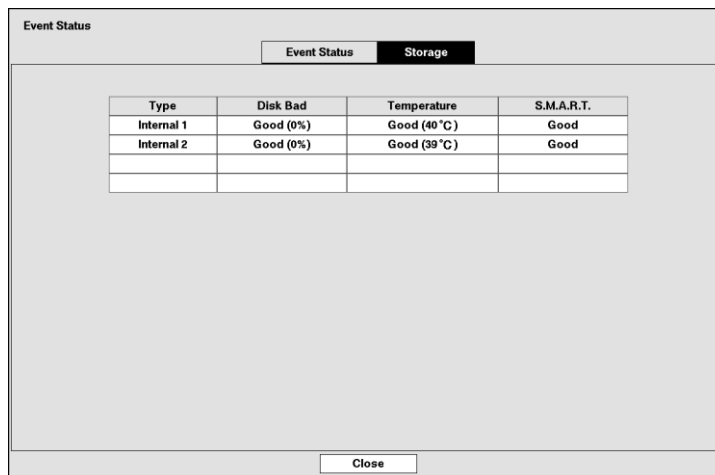 Event Status
Event Status Storage
Type Disk Bad Temperature S.M.A.R.T.
Internal 1 Good (0%) Good (40°C) Good
Internal 2 Good (0%) Good (39°C) Good
Close